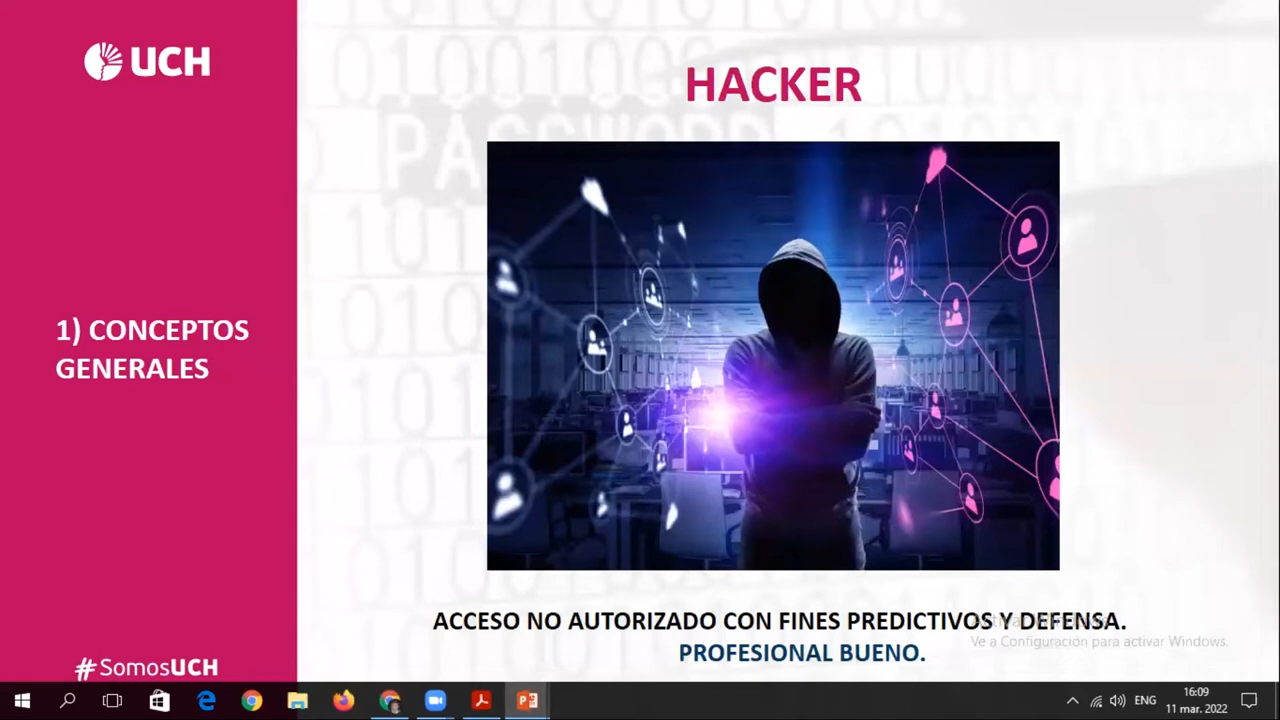 UCH
HACKER
1) CONCEPTOS
GENERALES
ACCESO NO AUTORIZADO CON FINES PREDICTIVOS Y DEFENSA.
Ve a Configuración para activar Windows.
PROFESIONAL BUENO.
#SomosUCH
ENG
16:09
11 mar. 2022